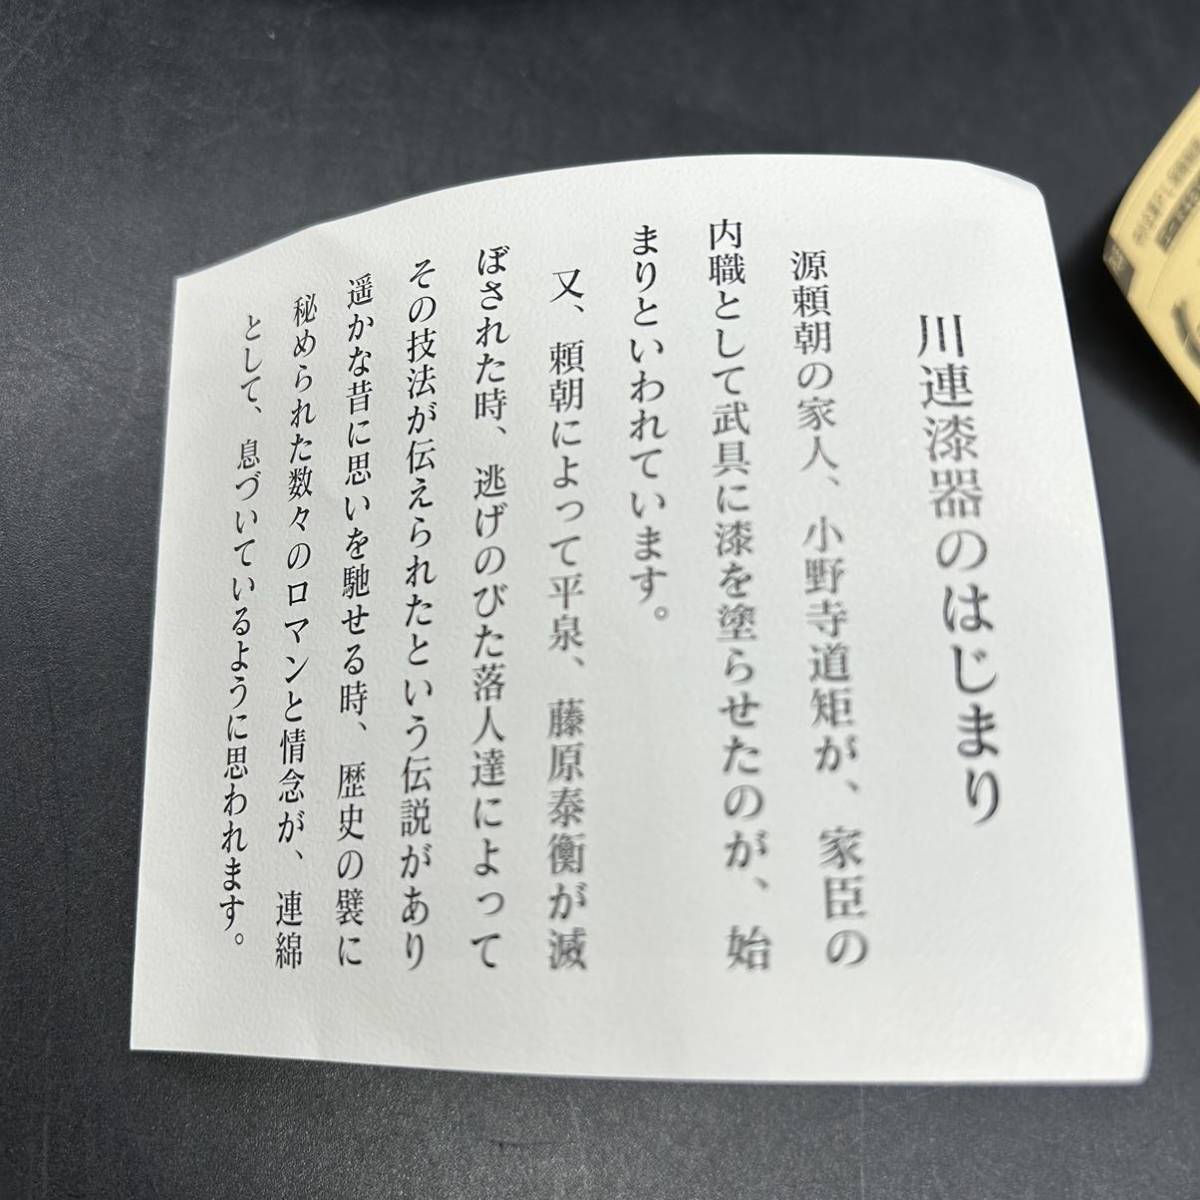 川連漆器のはじまり
源頼朝の家人、小野寺道矩が、家臣の
内職として武具に漆を塗らせたのが、始
まりといわれています。
又、頼朝によって平泉、藤原泰衡が滅
ぼされた時、逃げのびた落人達によって
その技法が伝えられたという伝説があり
遥かな昔に思いを馳せる時、歴史の襞に
秘められた数々のロマンと情念が、連綿
として、息づいているように思われます。